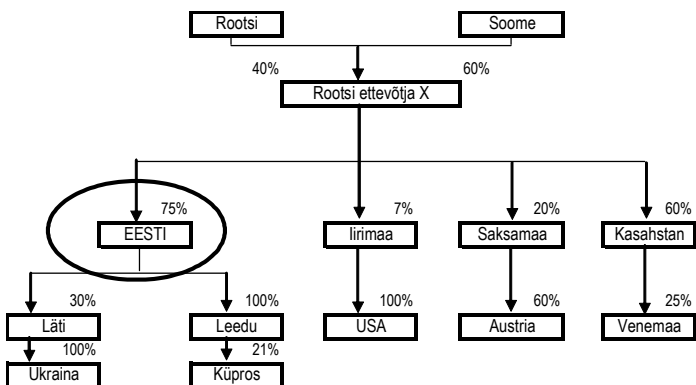 Rootsi Soome
40% 60%
Rootsi ettevõtja X
75% 7% 20% 60%
EESTI Iirimaa Saksamaa Kasahstan
30% 100% 100% 60% 25%
Läti Leedu USA Austria Venemaa
100% 21%
Ukraina Küpros